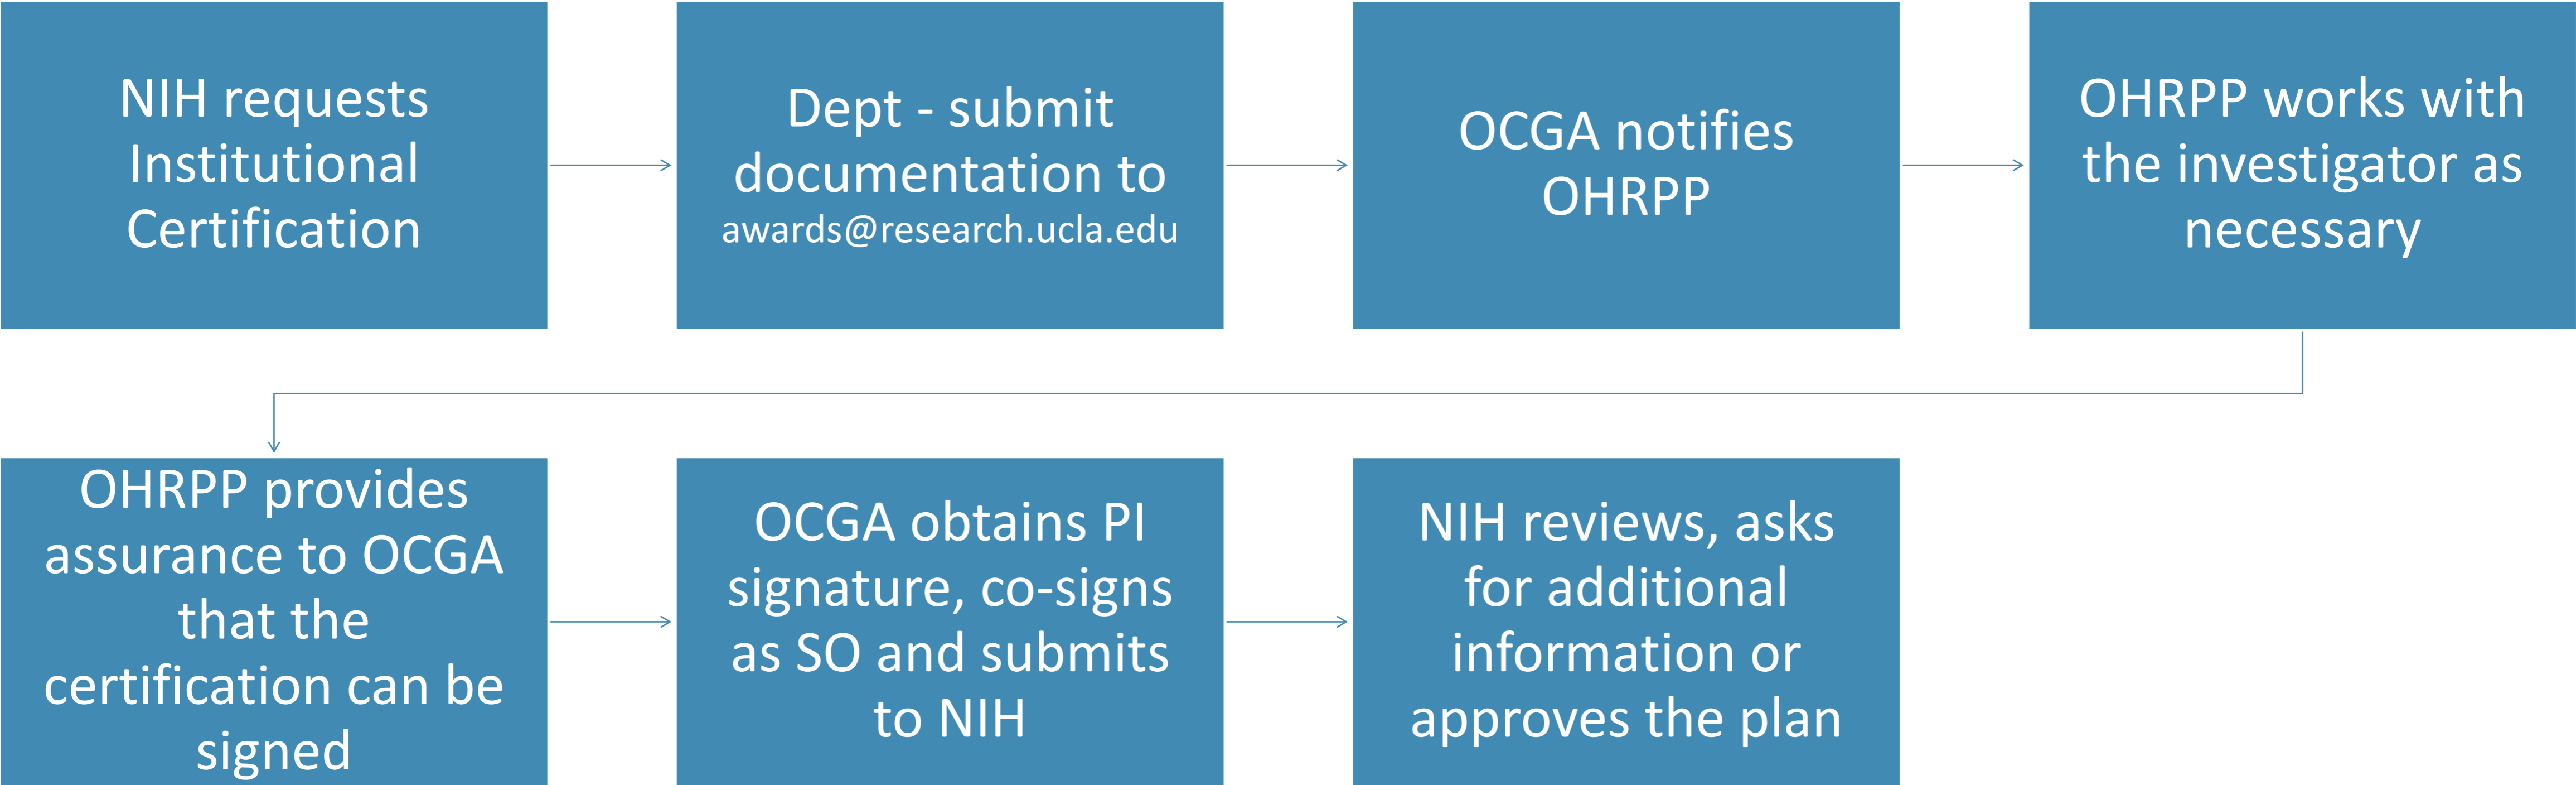 NIH requests
Institutional
Certification
Dept - submit
documentation to
awards@research.ucla.edu
OCGA notifies
OHRPP
OHRPP works with
the investigator as
necessary
OHRPP provides
assurance to OCGA
that the
certification can be
signed
OCGA obtains PI
signature, co-signs
as SO and submits
to NIH
NIH reviews, asks
for additional
information or
approves the plan